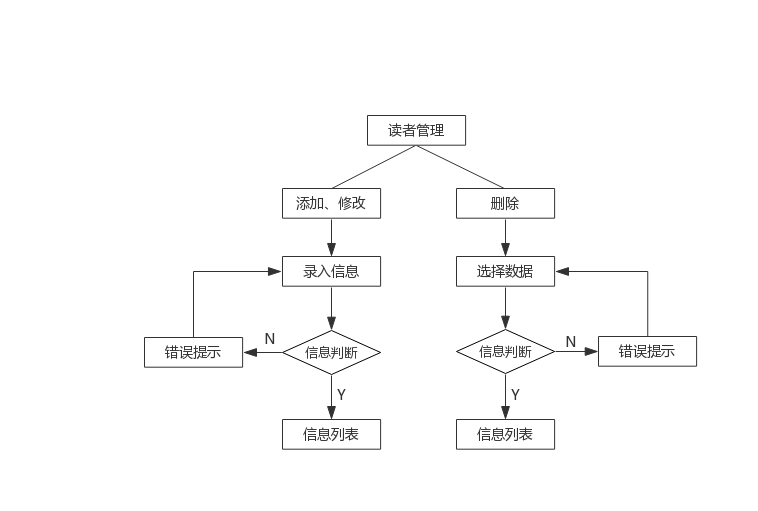 读者管理
添加、修改
删除
录入信息
选择数据
错误提示
N
信息判断
信息判断
N
错误提示
Y
Y
信息列表
信息列表